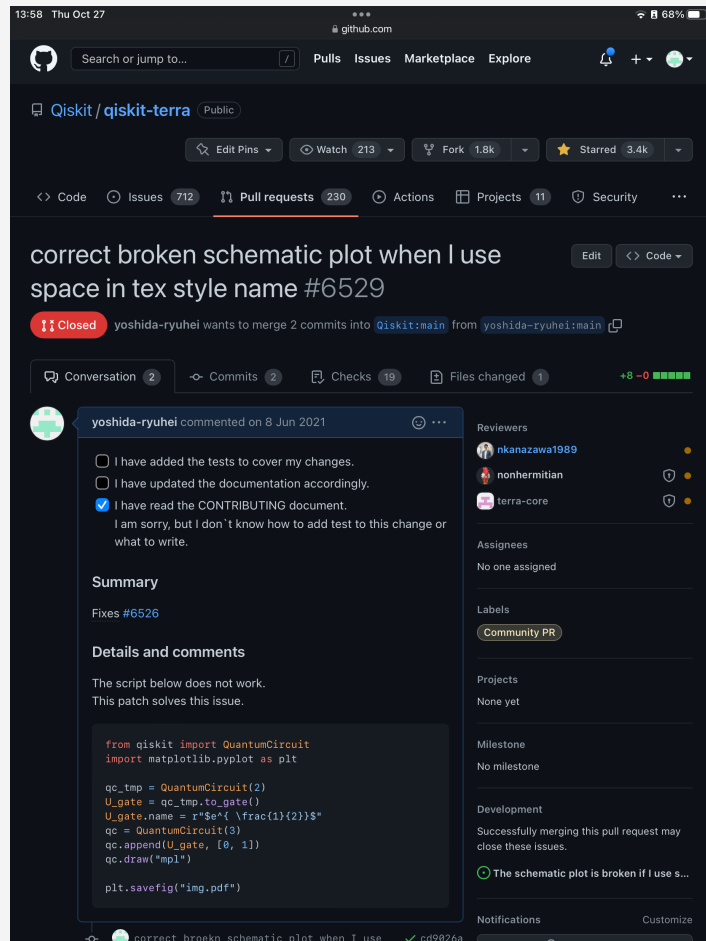 13:58 Thu Oct 27
68%
github.com
Search or jump to...
/
Pulls Issues Marketplace Explore
Qiskit / qiskit-terra Public
Edit Pins Watch 213 Fork 1.8k Starred 3.4k
Code Issues 712 Pull requests 230 Actions Projects 11 Security
correct broken schematic plot when I use
space in tex style name #6529
Edit <> Code
Closed yoshida-ryuhei wants to merge 2 commits into Qiskit:main from yoshida-ryuhei:main
Conversation 2 Commits 2 Checks 19 Files changed 1 +8 −0
yoshida-ryuhei commented on 8 Jun 2021
I have added the tests to cover my changes.
I have updated the documentation accordingly.
I have read the CONTRIBUTING document.
I am sorry, but I don`t know how to add test to this change or
what to write.
Summary
Fixes #6526
Details and comments
The script below does not work.
This patch solves this issue.
from qiskit import QuantumCircuit
import matplotlib.pyplot as plt
qc_tmp = QuantumCircuit(2)
U_gate = qc_tmp.to_gate()
U_gate.name = r"$e^{ \frac{1}{2}}$"
qc = QuantumCircuit(3)
qc.append(U_gate, [0, 1])
qc.draw("mpl")
plt.savefig("img.pdf")
correct broekn schematic plot when I use cd9026a
Reviewers
nkanazawa1989
nonhermitian
terra-core
Assignees
No one assigned
Labels
Community PR
Projects
None yet
Milestone
No milestone
Development
Successfully merging this pull request may
close these issues.
The schematic plot is broken if I use s...
Notifications Customize